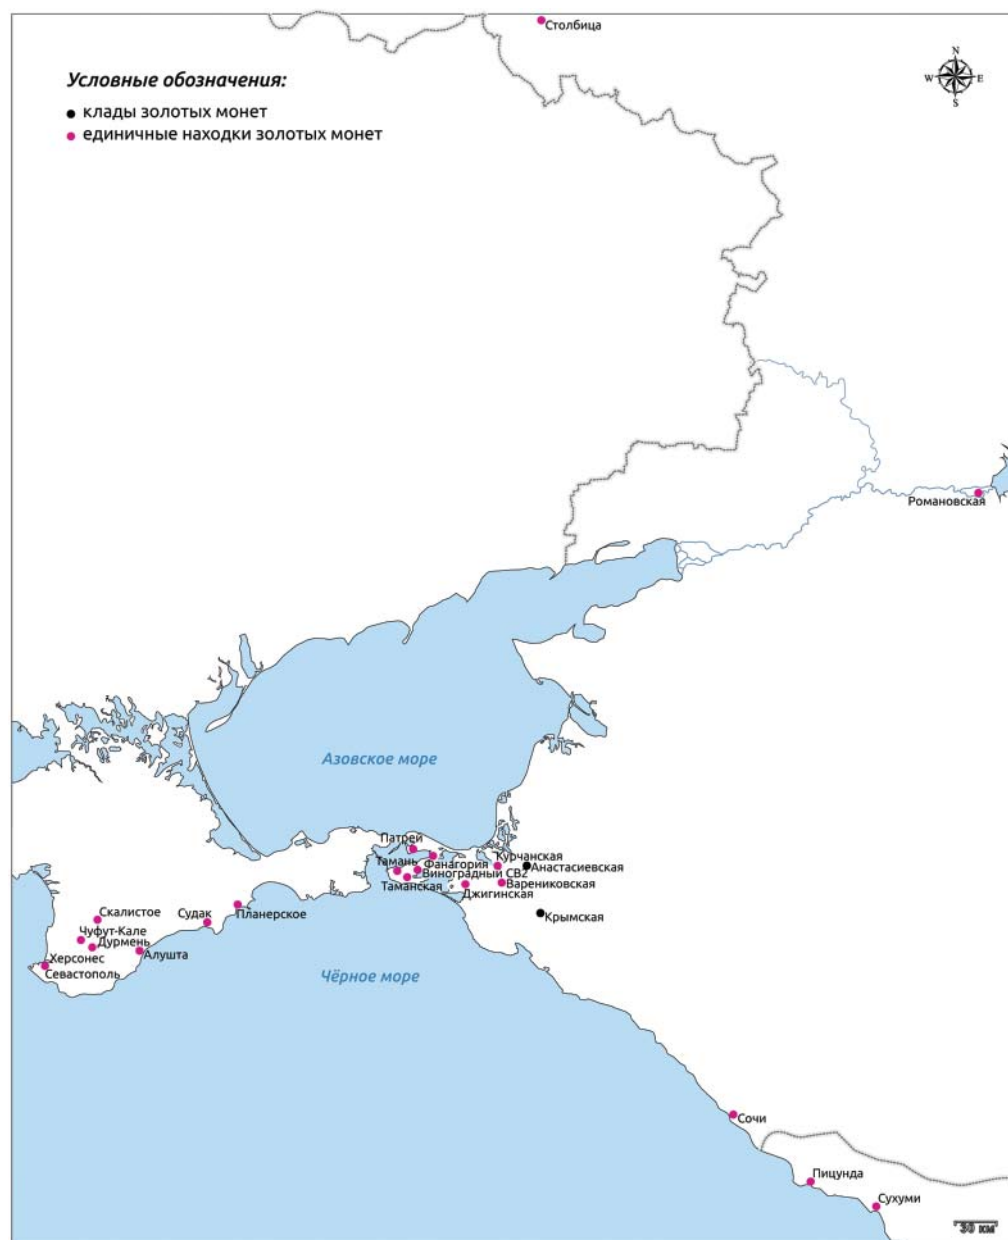 Столбица
N
W E
S
Условные обозначения:
клады золотых монет
единичные находки золотых монет
Романовская
Азовское море
Патрей
Курчанская
Тамань
Фанагория
Анастасиевская
Виноградный СВ2
Таманская
Варениковская
Джигинская
Скалистое
Судак
Планерское
Крымская
Чуфут-Кале
Дурмень
Херсонес
Алушта
Севастополь
Чёрное море
Сочи
Пицунда
Сухуми
30 км